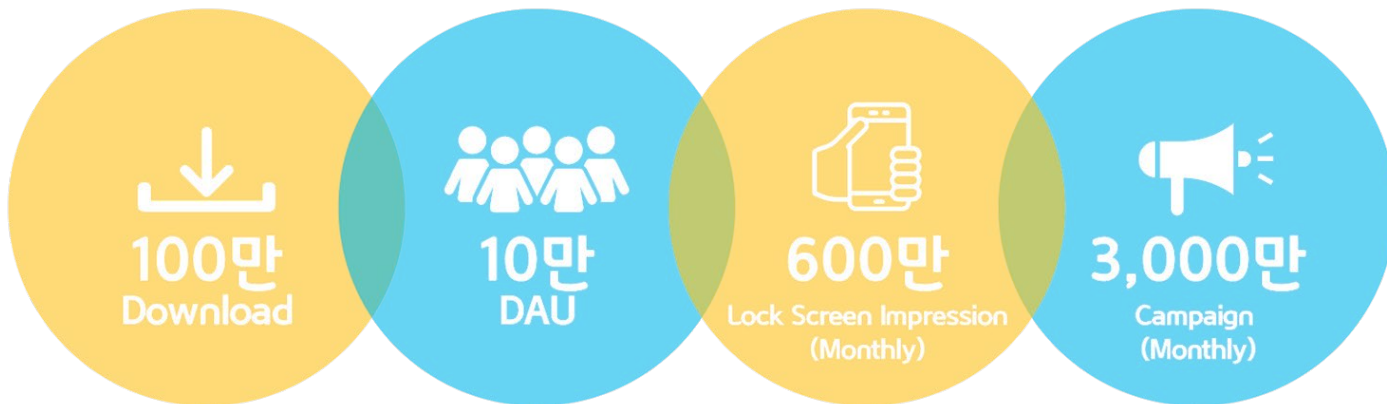 100만
Download
10만
DAU
600만
Lock Screen Impression
(Monthly)
3,000만
Campaign
(Monthly)